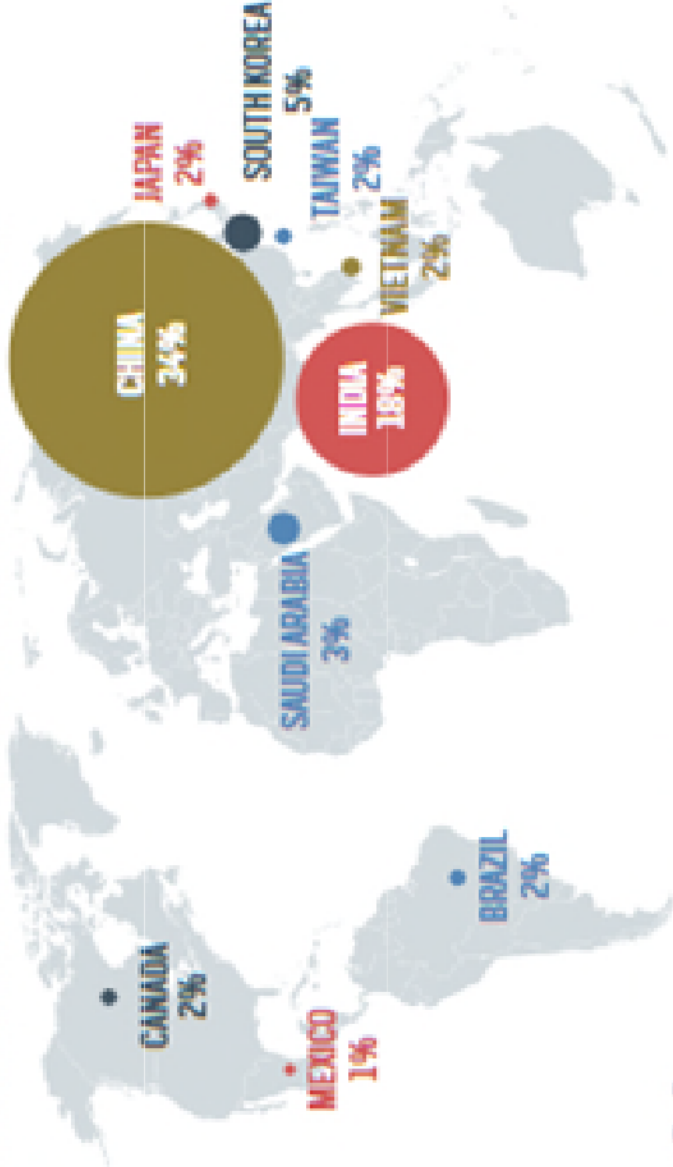 CANADA
2%
MEXICO
1%
BRAZIL
2%
SAUDI ARABIA
3%
CHINA
34%
INDIA
18%
JAPAN
2%
SOUTH KOREA
5%
TAIWAN
2%
VIETNAM
2%